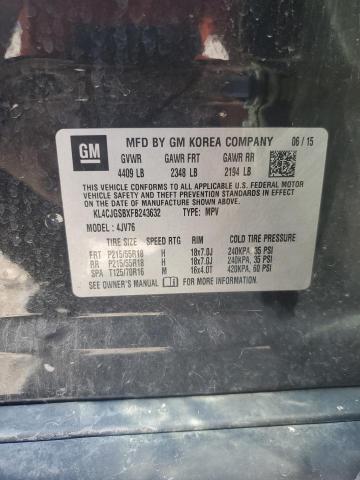 GM
MFD BY GM KOREA COMPANY 06/15
GVWR GAWR FRT GAWR RR
4409 LB 2348 LB 2194 LB
THIS VEHICLE CONFORMS TO ALL APPLICABLE U.S. FEDERAL MOTOR
VEHICLE SAFETY, BUMPER, AND THEFT PREVENTION STANDARDS IN
EFFECT ON THE DATE OF MANUFACTURE SHOWN ABOVE.
KL4CJGSBXFB243632 TYPE: MPV
MODEL: 4JV76
TIRE SIZE SPEED RTG RIM COLD TIRE PRESSURE
FRT P215/55R18 H 18x7.0J 240KPA, 35 PSI
RR P215/55R18 H 18x7.0J 240KPA, 35 PSI
SPA T125/70R16 M 16x4.0T 420KPA, 60 PSI
SEE OWNER'S MANUAL FOR MORE INFORMATION.